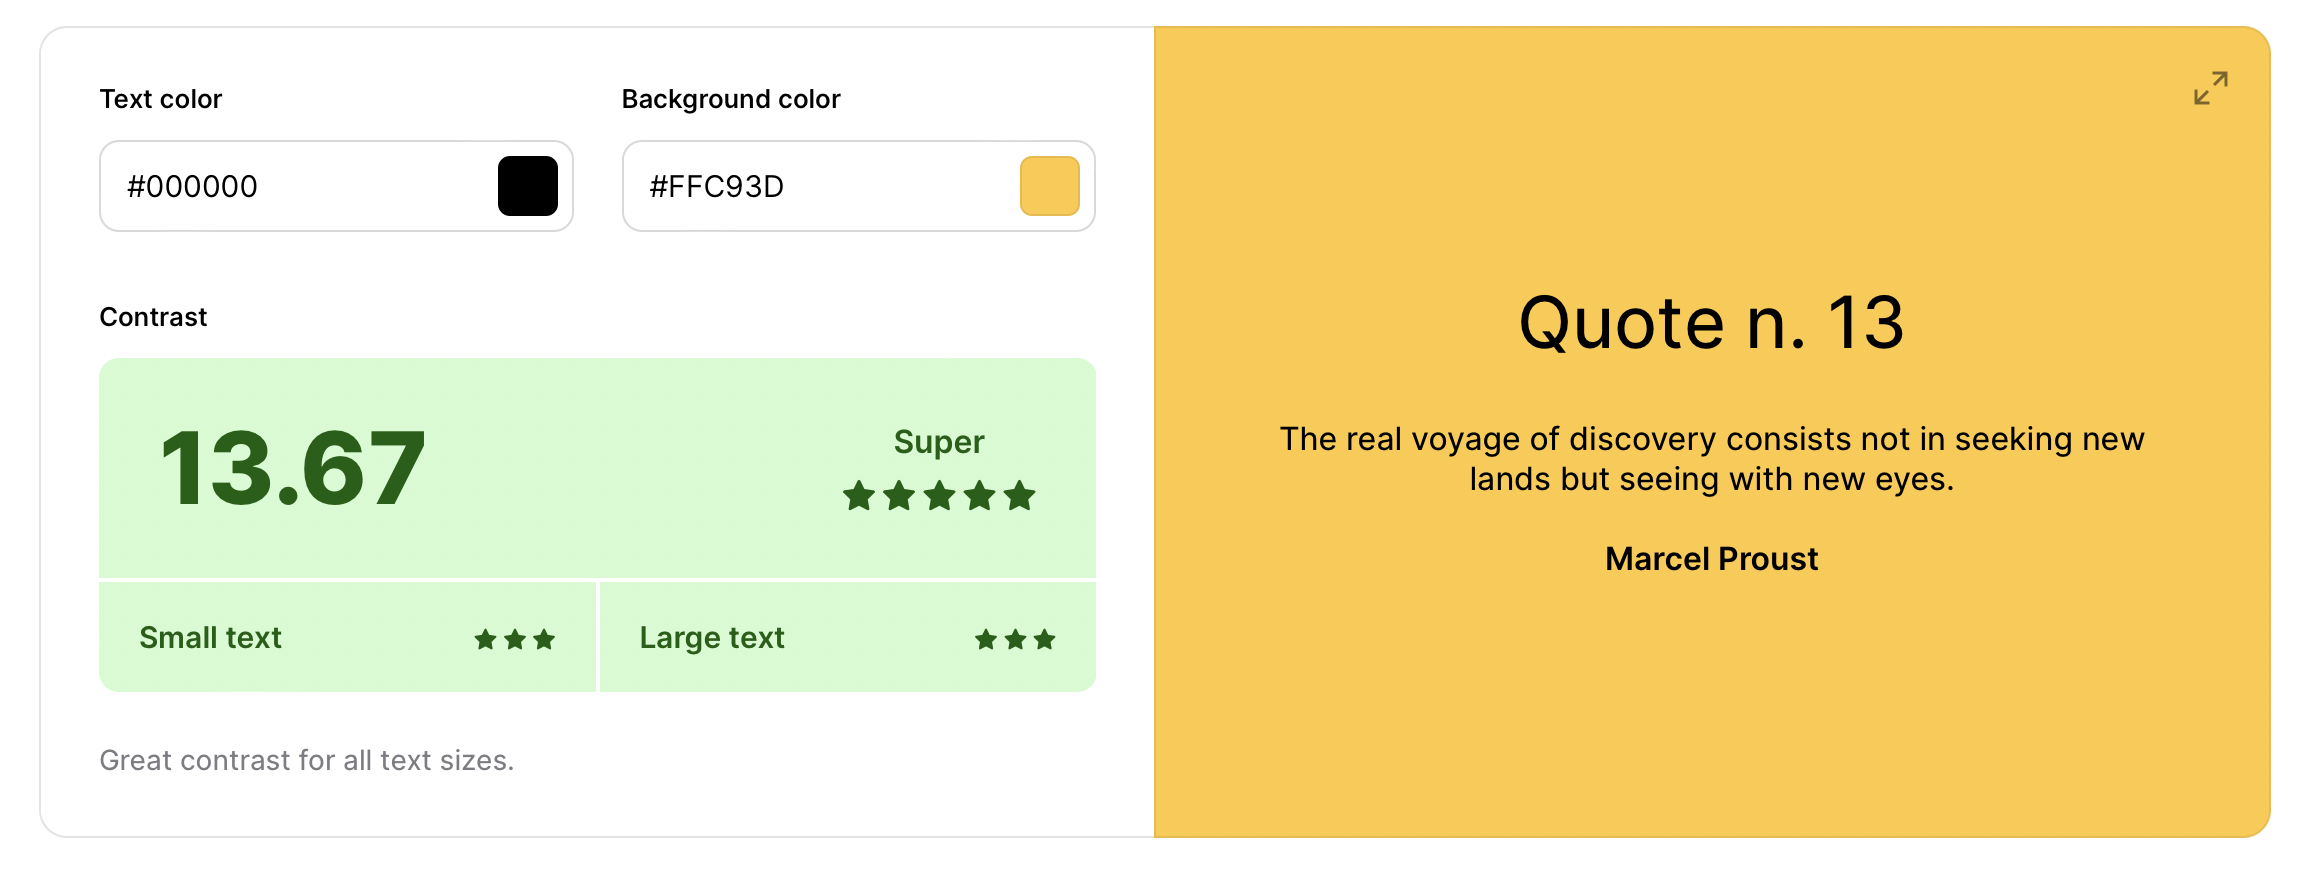 Text color
Background color
#000000
#FFC93D
Contrast
13.67
Super
Small text
Large text
Great contrast for all text sizes.
Quote n. 13
The real voyage of discovery consists not in seeking new
lands but seeing with new eyes.
Marcel Proust